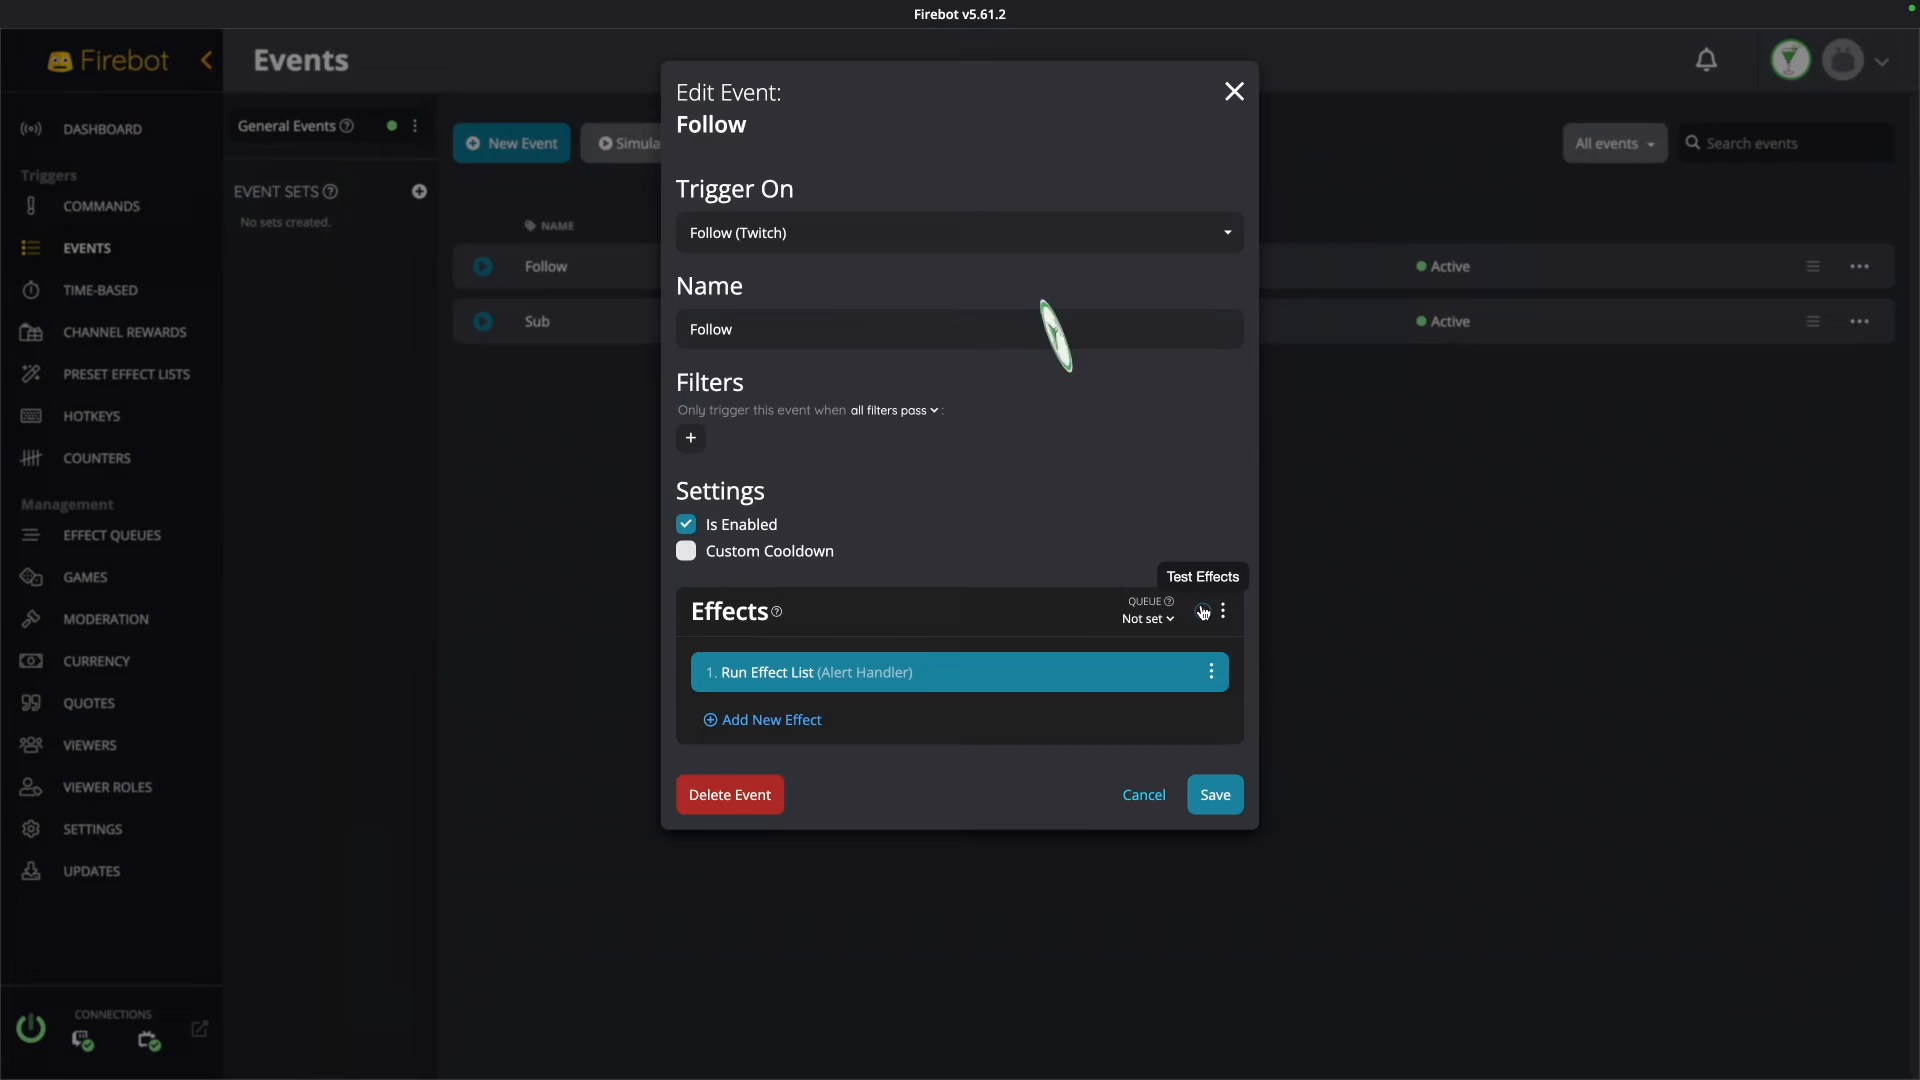 Firebot v5.61.2
Firebot
Events
DASHBOARD
Triggers
COMMANDS
EVENTS
TIME-BASED
CHANNEL REWARDS
PRESET EFFECT LISTS
HOTKEYS
COUNTERS
Management
EFFECT QUEUES
GAMES
MODERATION
CURRENCY
QUOTES
VIEWERS
VIEWER ROLES
SETTINGS
UPDATES
CONNECTIONS
General Events
EVENT SETS
No sets created.
New Event
Simula
All events
Search events
NAME
Follow
Active
Sub
Active
Edit Event:
Follow
Trigger On
Follow (Twitch)
Name
Follow
Filters
Only trigger this event when all filters pass :
Settings
Is Enabled
Custom Cooldown
Test Effects
Effects
QUEUE
Not set
1. Run Effect List (Alert Handler)
Add New Effect
Delete Event
Cancel
Save